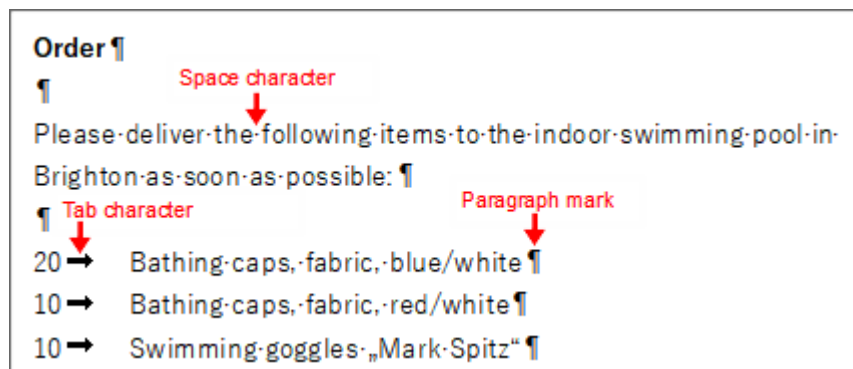 Order¶
¶
Space character
Please·deliver·the·following·items·to·the·indoor·swimming·pool·in·
Brighton·as·soon·as·possible:¶
¶
Tab character
Paragraph mark
20→ Bathing·caps,·fabric,·blue/white¶
10→ Bathing·caps,·fabric,·red/white¶
10→ Swimming·goggles·„Mark·Spitz“¶